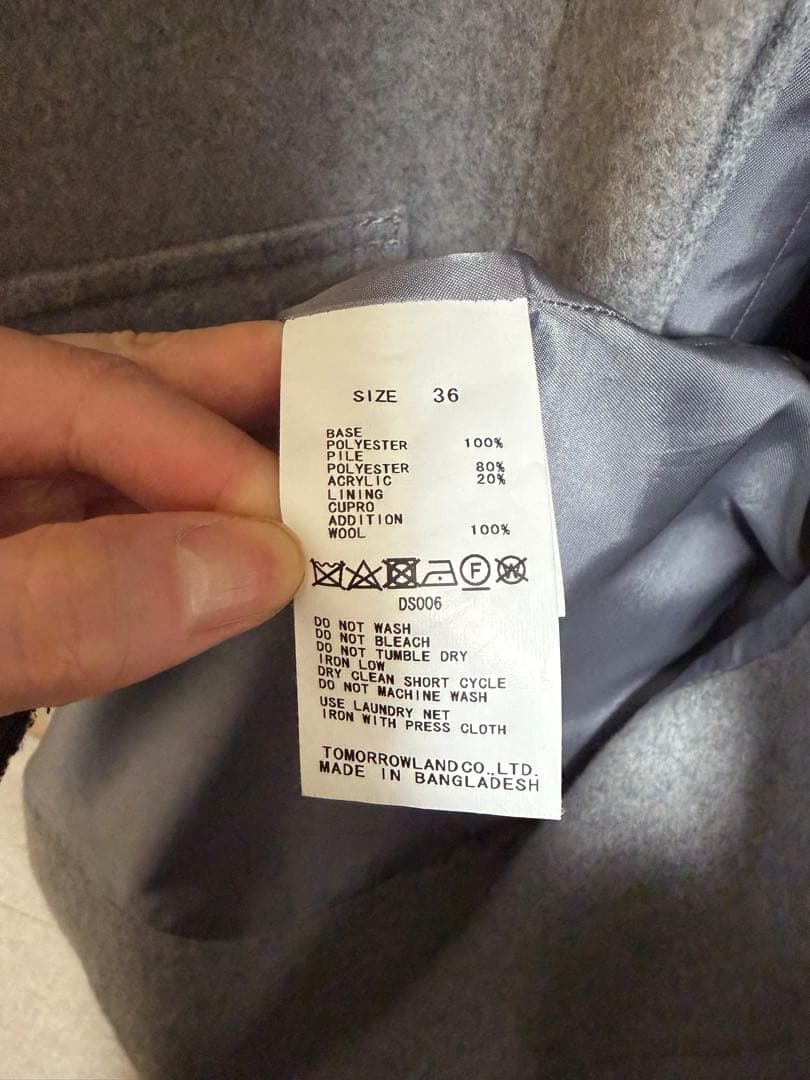 SIZE 36
BASE
POLYESTER 100%
PILE
POLYESTER 80%
ACRYLIC 20%
LINING
CUPRO
ADDITION
WOOL 100%
F W
DS006
DO NOT WASH
DO NOT BLEACH
DO NOT TUMBLE DRY
IRON LOW
DRY CLEAN SHORT CYCLE
DO NOT MACHINE WASH
USE LAUNDRY NET
IRON WITH PRESS CLOTH
TOMORROWLAND CO.,LTD.
MADE IN BANGLADESH